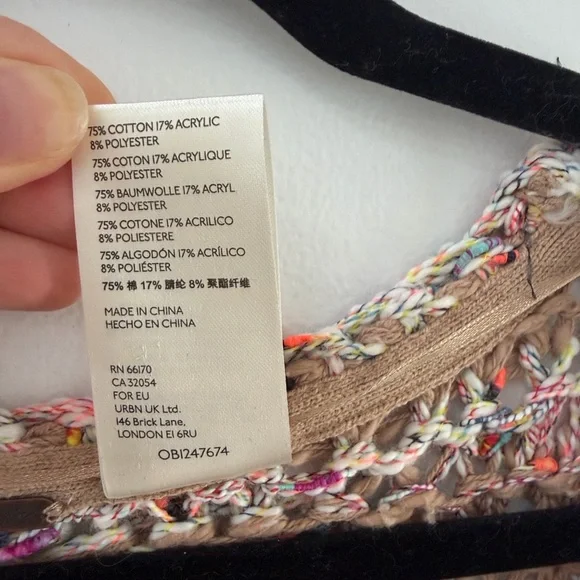 75% COTTON 17% ACRYLIC
8% POLYESTER
75% COTON 17% ACRYLIQUE
8% POLYESTER
75% BAUMWOLLE 17% ACRYL
8% POLYESTER
75% COTONE 17% ACRILICO
8% POLIESTERE
75% ALGODÓN 17% ACRÍLICO
8% POLIÉSTER
75% 棉 17% 腈纶 8% 聚酯纤维
MADE IN CHINA
HECHO EN CHINA
RN 66170
CA 32054
FOR EU
URBN UK Ltd.
146 Brick Lane,
LONDON E1 6RU
OB1247674